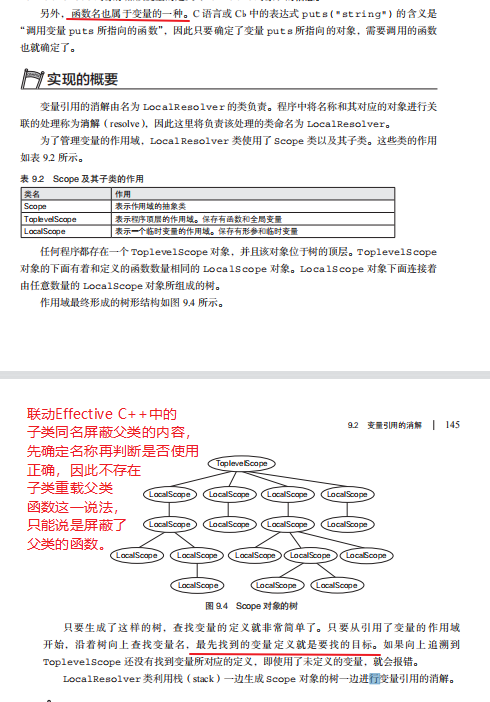 另外，函数名也属于变量的一种。C 语言或 C♭ 中的表达式 puts("string") 的含义是
“调用变量 puts 所指向的函数”，因此只要确定了变量 puts 所指向的对象，需要调用的函数
也就确定了。
实现的概要
变量引用的消解由名为 LocalResolver 的类负责。程序中将名称和其对应的对象进行关
联的处理称为消解（resolve），因此这里将负责该处理的类命名为 LocalResolver。
为了管理变量的作用域，LocalResolver 类使用了 Scope 类以及其子类。这些类的作用
如表 9.2 所示。
表 9.2 Scope 及其子类的作用
类名 作用
Scope 表示作用域的抽象类
ToplevelScope 表示程序顶层的作用域。保存有函数和全局变量
LocalScope 表示一个临时变量的作用域。保存有形参和临时变量
任何程序都存在一个 ToplevelScope 对象，并且该对象位于树的顶层。ToplevelScope
对象的下面有着和定义的函数数量相同的 LocalScope 对象。LocalScope 对象下面连接着
由任意数量的 LocalScope 对象所组成的树。
作用域最终形成的树形结构如图 9.4 所示。
9.2 变量引用的消解 145
联动Effective C++中的
子类同名屏蔽父类的内容，
先确定名称再判断是否使用
正确，因此不存在
子类重载父类
函数这一说法，
只能说是屏蔽了
父类的函数。
ToplevelScope
LocalScope LocalScope LocalScope LocalScope
LocalScope LocalScope LocalScope LocalScope
LocalScope LocalScope LocalScope LocalScope LocalScope
LocalScope LocalScope LocalScope
图 9.4 Scope 对象的树
只要生成了这样的树，查找变量的定义就非常简单了。只要从引用了变量的作用域
开始，沿着树向上查找变量名，最先找到的变量定义就是要找的目标。如果向上追溯到
ToplevelScope 还没有找到变量所对应的定义，即使用了未定义的变量，就会报错。
LocalResolver 类利用栈（stack）一边生成 Scope 对象的树一边进行变量引用的消解。